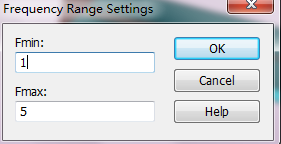 Frequency Range Settings
Fmin:
1
OK
Cancel
Fmax:
5
Help